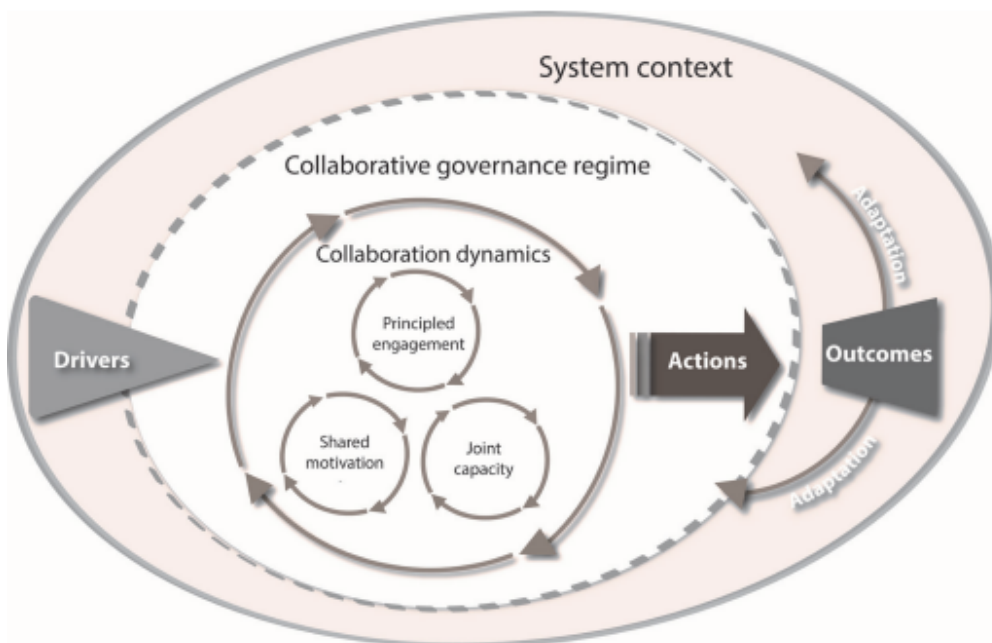 System context
Collaborative governance regime
Collaboration dynamics
Principled
engagement
Shared
motivation
Joint
capacity
Drivers
Actions
Outcomes
Adaptation
Adaptation